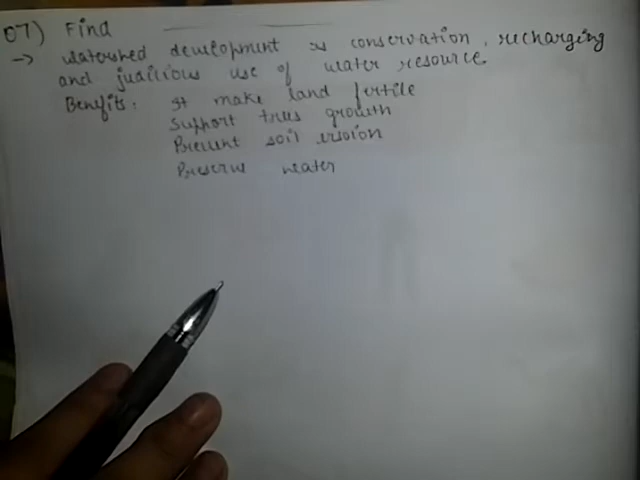 07) Find
→ Watershed development is conservation, recharging
and judicious use of water resource.
Benefits: It make land fertile
Support trees growth
Prevent soil erosion
Preserve water